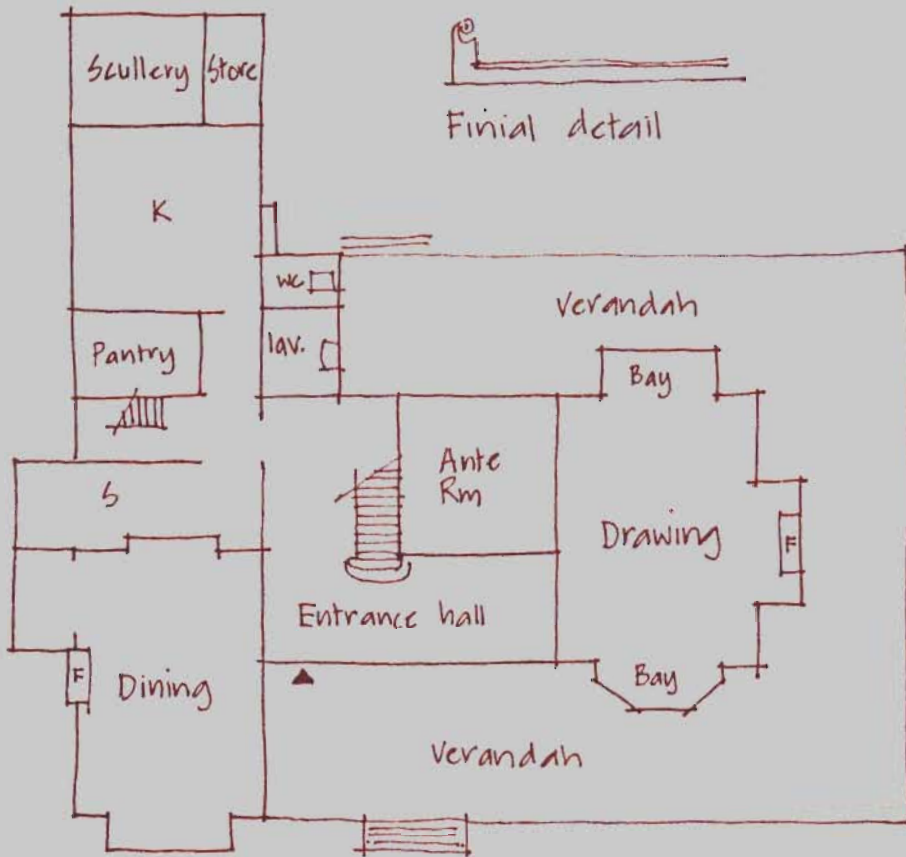 Scullery
Store
Finial detail
K
wc
Verandah
Pantry
lav.
Bay
Ante
Rm
S
Drawing
F
Entrance hall
F
Dining
Bay
Verandah